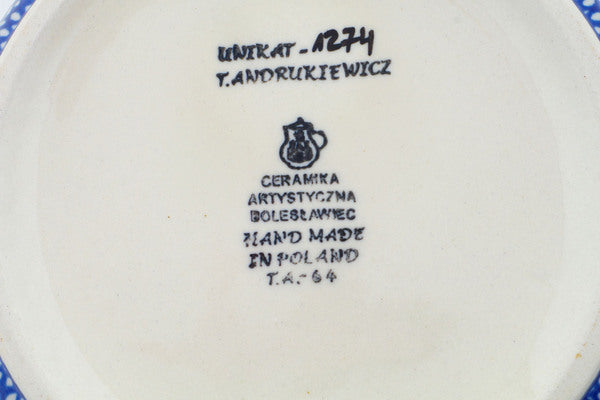 UNIKAT-1274
T.ANDRUKIEWICZ
CERAMIKA
ARTYSTYCZNA
BOLESŁAWIEC
HAND MADE
IN POLAND
T.A.-64